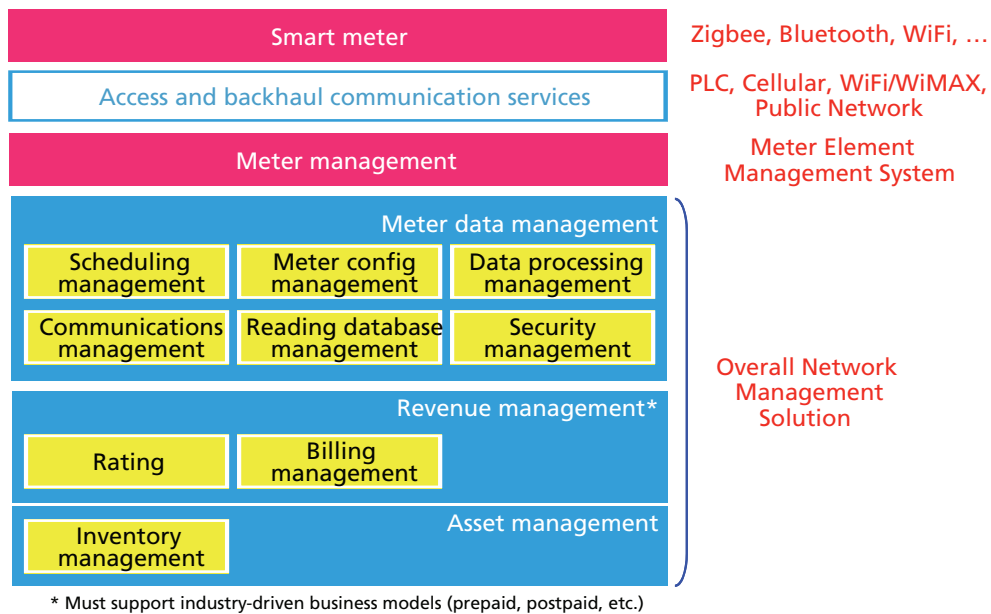 Smart meter
Zigbee, Bluetooth, WiFi, …
Access and backhaul communication services
PLC, Cellular, WiFi/WiMAX,
Public Network
Meter management
Meter Element
Management System
Meter data management
Scheduling
management
Meter config
management
Data processing
management
Communications
management
Reading database
management
Security
management
Overall Network
Management
Solution
Revenue management*
Rating
Billing
management
Asset management
Inventory
management
* Must support industry-driven business models (prepaid, postpaid, etc.)